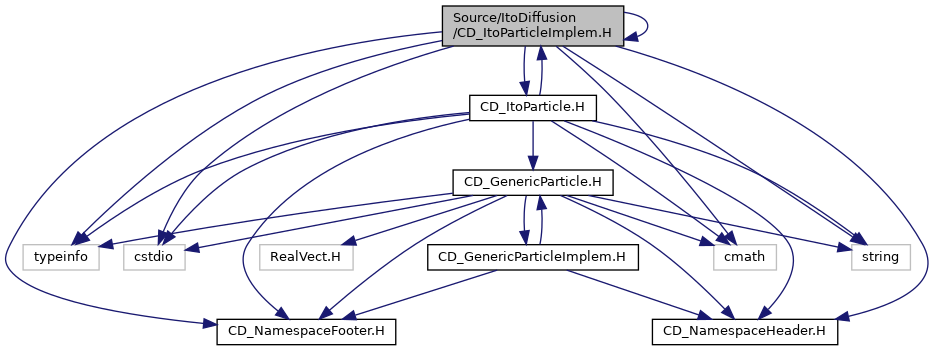 Source/ItoDiffusion
/CD_ItoParticleImplem.H
CD_ItoParticle.H
CD_GenericParticle.H
typeinfo
cstdio
RealVect.H
CD_GenericParticleImplem.H
cmath
string
CD_NamespaceFooter.H
CD_NamespaceHeader.H